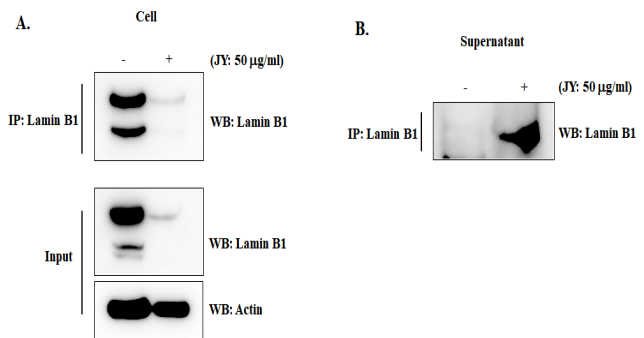 A.
Cell
- + (JY: 50 µg/ml)
IP: Lamin B1
WB: Lamin B1
Input
WB: Lamin B1
WB: Actin
B.
Supernatant
- + (JY: 50 µg/ml)
IP: Lamin B1
WB: Lamin B1